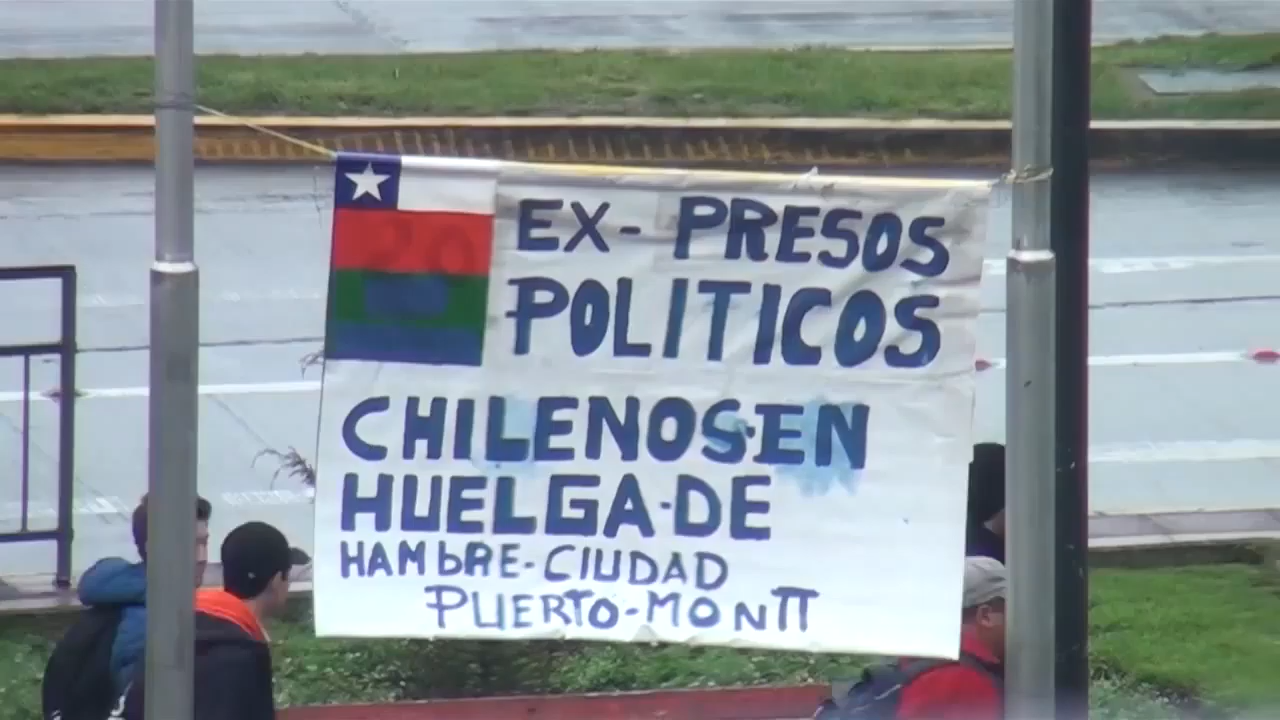 EX- PRESOS
POLITICOS
CHILENOS-EN
HUELGA-DE
HAMBRE-CIUDAD
PUERTO-MONTT